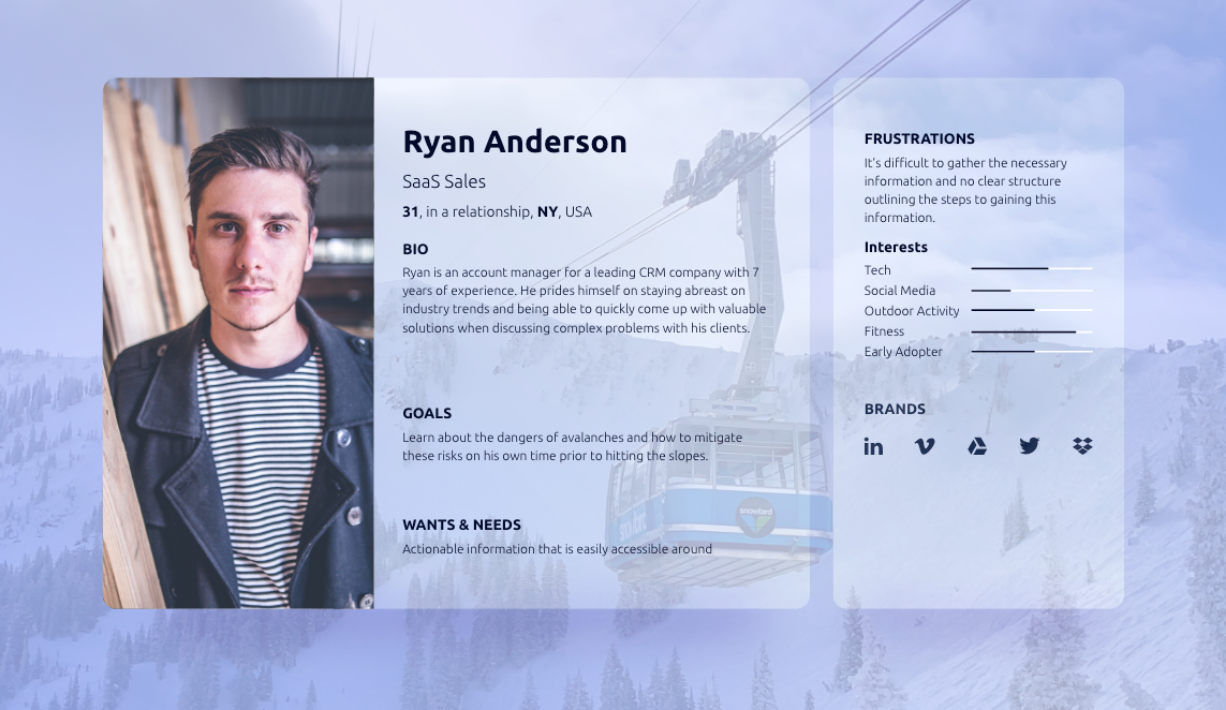 Ryan Anderson
SaaS Sales
31, in a relationship, NY, USA
BIO
Ryan is an account manager for a leading CRM company with 7
years of experience. He prides himself on staying abreast on
industry trends and being able to quickly come up with valuable
solutions when discussing complex problems with his clients.
GOALS
Learn about the dangers of avalanches and how to mitigate
these risks on his own time prior to hitting the slopes.
WANTS & NEEDS
Actionable information that is easily accessible around
snowbird
FRUSTRATIONS
It's difficult to gather the necessary
information and no clear structure
outlining the steps to gaining this
information.
Interests
Tech
Social Media
Outdoor Activity
Fitness
Early Adopter
BRANDS
in